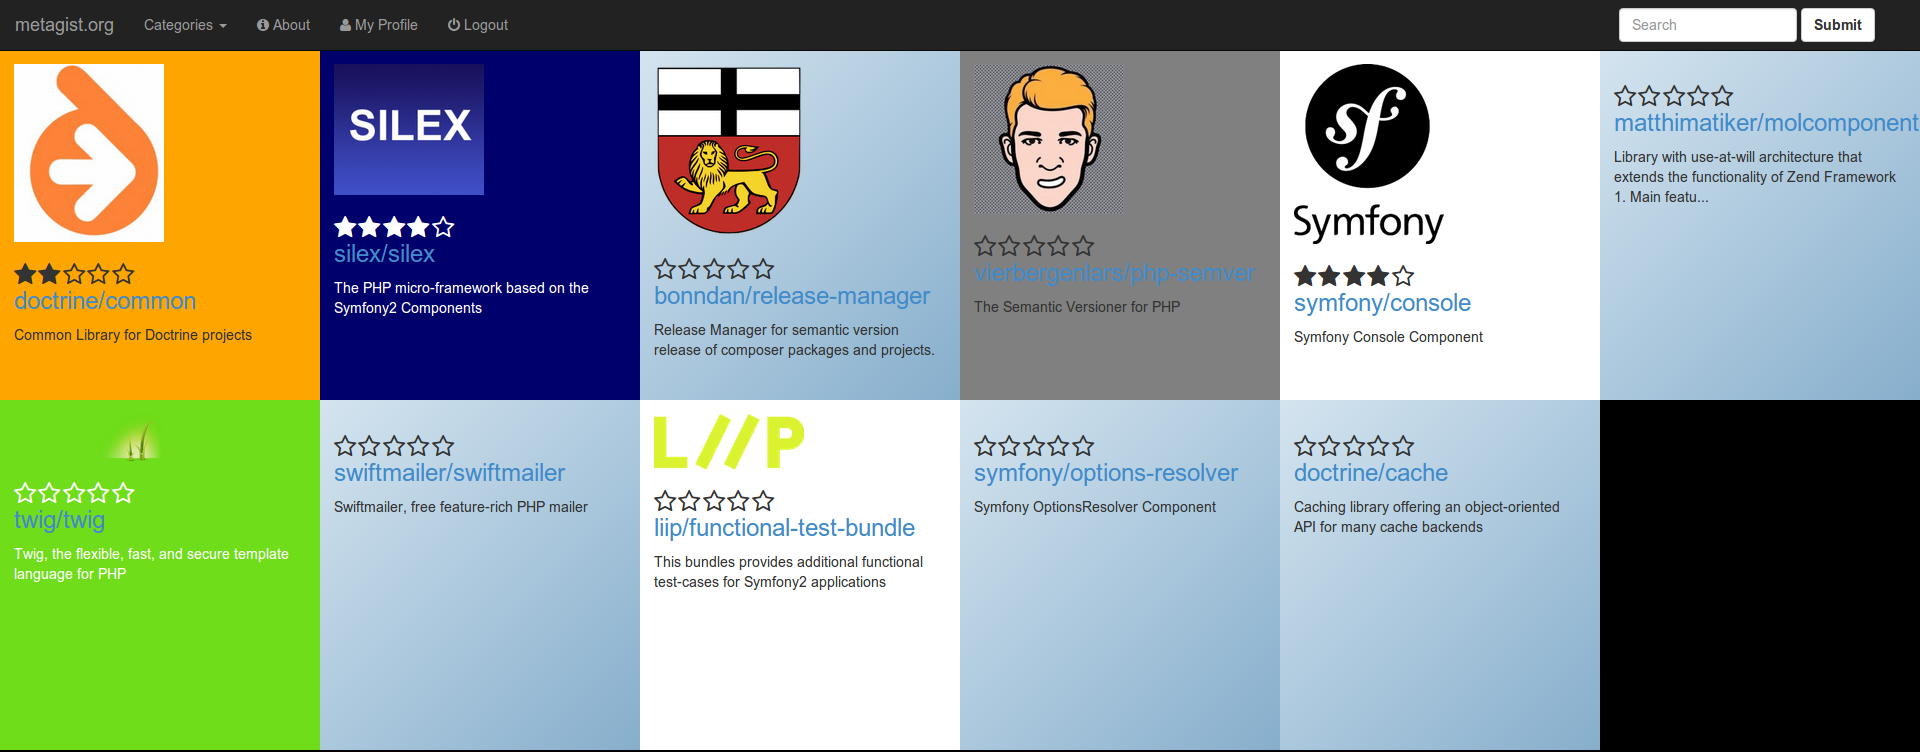 metagist.org Categories About My Profile Logout Search Submit
doctrine/common
Common Library for Doctrine projects
SILEX
silex/silex
The PHP micro-framework based on the
Symfony2 Components
bonndan/release-manager
Release Manager for semantic version
release of composer packages and projects.
vierbergenlars/php-semver
The Semantic Versioner for PHP
sf
Symfony
symfony/console
Symfony Console Component
matthimatiker/molcomponent
Library with use-at-will architecture that
extends the functionality of Zend Framework
1. Main featu...
twig/twig
Twig, the flexible, fast, and secure template
language for PHP
swiftmailer/swiftmailer
Swiftmailer, free feature-rich PHP mailer
LIIP
liip/functional-test-bundle
This bundles provides additional functional
test-cases for Symfony2 applications
symfony/options-resolver
Symfony OptionsResolver Component
doctrine/cache
Caching library offering an object-oriented
API for many cache backends